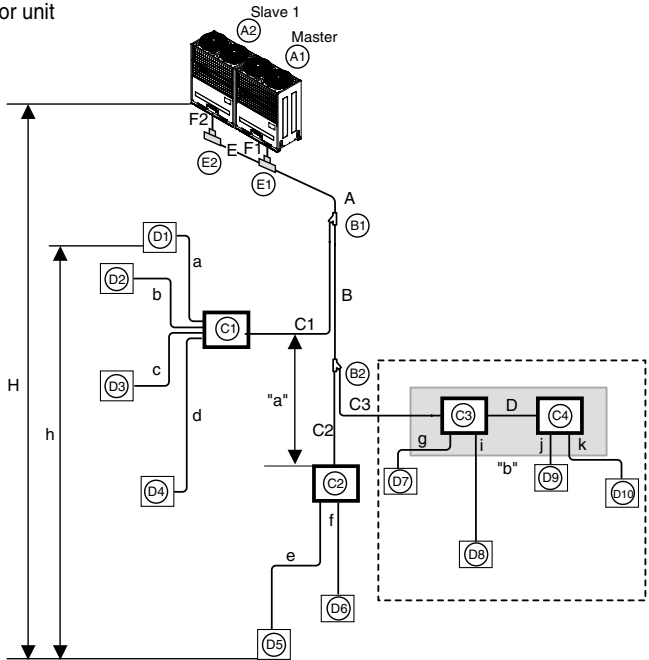 or unit
Slave 1
A2
Master
A1
F2
E
F1
E2
E1
A
B1
D1
a
D2
b
B
C1
C1
H
h
D3
c
d
"a"
B2
C3
C2
C3
D
C4
g
i
j
k
"b"
D4
C2
D7
D9
D10
f
e
D8
D6
D5